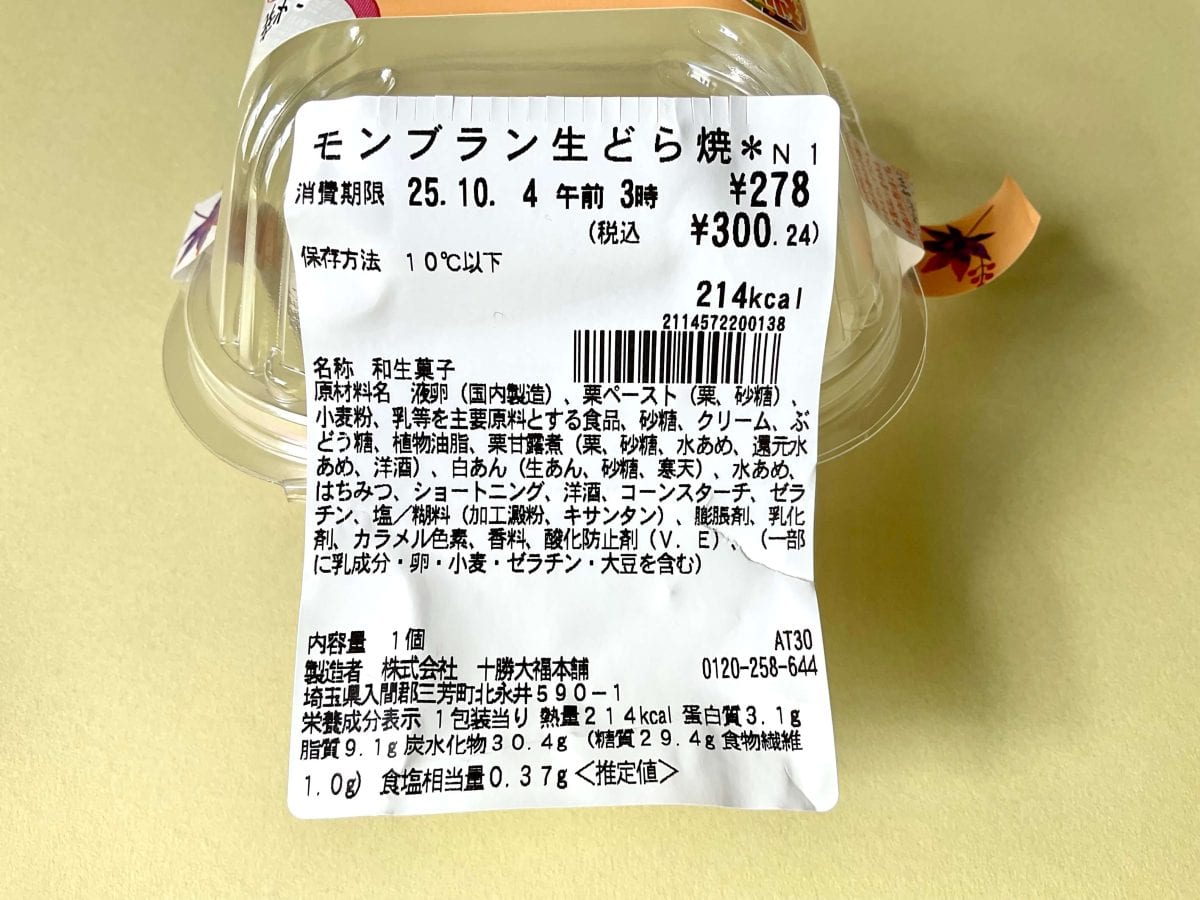 モンブラン生どら焼*N1
消費期限 25.10. 4 午前 3時 ¥278
(税込 ¥300.24)
保存方法 10℃以下
214kcal
2114572200138
名称 和生菓子
原材料名 液卵（国内製造）、栗ペースト（栗、砂糖）、
小麦粉、乳等を主要原料とする食品、砂糖、クリーム、ぶ
どう糖、植物油脂、栗甘露煮（栗、砂糖、水あめ、還元水
あめ、洋酒）、白あん（生あん、砂糖、寒天）、水あめ、
はちみつ、ショートニング、洋酒、コーンスターチ、ゼラ
チン、塩／糊料（加工澱粉、キサンタン）、膨脹剤、乳化
剤、カラメル色素、香料、酸化防止剤（V．E）、（一部
に乳成分・卵・小麦・ゼラチン・大豆を含む）
内容量 1個 AT30
製造者 株式会社 十勝大福本舗 0120-258-644
埼玉県入間郡三芳町北永井590－1
栄養成分表示 1包装当り 熱量214kcal 蛋白質3.1g
脂質9.1g炭水化物30.4g（糖質29.4g食物繊維
1.0g）食塩相当量0.37g＜推定値＞